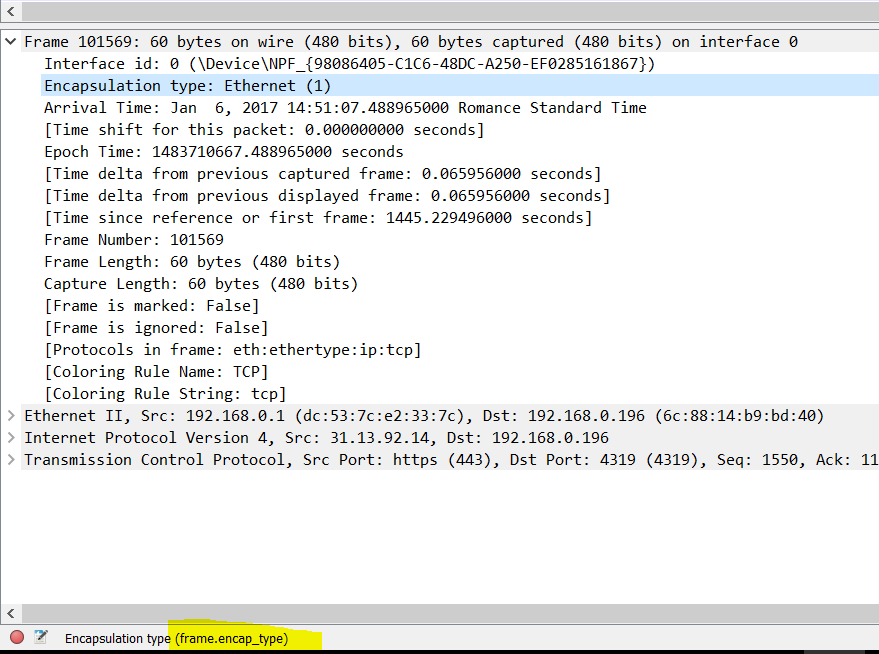 Frame 101569: 60 bytes on wire (480 bits), 60 bytes captured (480 bits) on interface 0
Interface id: 0 (\Device\NPF_{98086405-C1C6-48DC-A250-EF0285161867})
Encapsulation type: Ethernet (1)
Arrival Time: Jan  6, 2017 14:51:07.488965000 Romance Standard Time
[Time shift for this packet: 0.000000000 seconds]
Epoch Time: 1483710667.488965000 seconds
[Time delta from previous captured frame: 0.065956000 seconds]
[Time delta from previous displayed frame: 0.065956000 seconds]
[Time since reference or first frame: 1445.229496000 seconds]
Frame Number: 101569
Frame Length: 60 bytes (480 bits)
Capture Length: 60 bytes (480 bits)
[Frame is marked: False]
[Frame is ignored: False]
[Protocols in frame: eth:ethertype:ip:tcp]
[Coloring Rule Name: TCP]
[Coloring Rule String: tcp]
Ethernet II, Src: 192.168.0.1 (dc:53:7c:e2:33:7c), Dst: 192.168.0.196 (6c:88:14:b9:bd:40)
Internet Protocol Version 4, Src: 31.13.92.14, Dst: 192.168.0.196
Transmission Control Protocol, Src Port: https (443), Dst Port: 4319 (4319), Seq: 1550, Ack: 11
Encapsulation type (frame.encap_type)